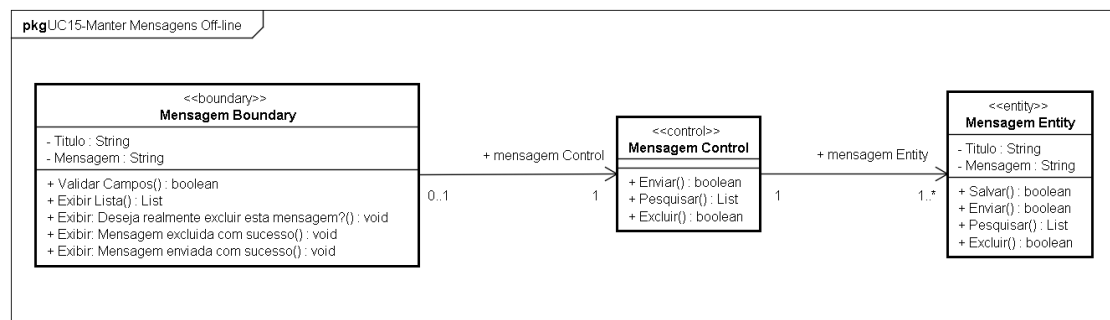 pkgUC15-Manter Mensagens Off-line
<<boundary>>
Mensagem Boundary
- Titulo : String
- Mensagem : String
+ Validar Campos() : boolean
+ Exibir Lista() : List
+ Exibir: Deseja realmente excluir esta mensagem?() : void
+ Exibir: Mensagem excluida com sucesso() : void
+ Exibir: Mensagem enviada com sucesso() : void
+ mensagem Control
0..1
1
<<control>>
Mensagem Control
+ Enviar() : boolean
+ Pesquisar() : List
+ Excluir() : boolean
+ mensagem Entity
1
1..*
<<entity>>
Mensagem Entity
- Titulo : String
- Mensagem : String
+ Salvar() : boolean
+ Enviar() : boolean
+ Pesquisar() : List
+ Excluir() : boolean